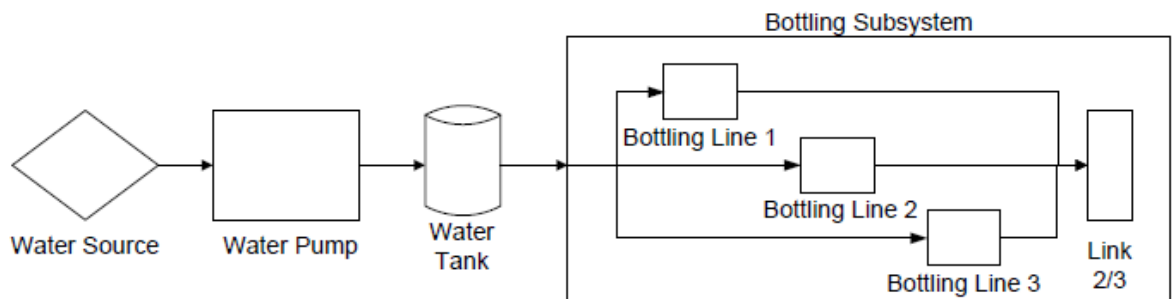 Bottling Subsystem
Bottling Line 1
Bottling Line 2
Bottling Line 3
Water Source
Water Pump
Water
Tank
Link
2/3